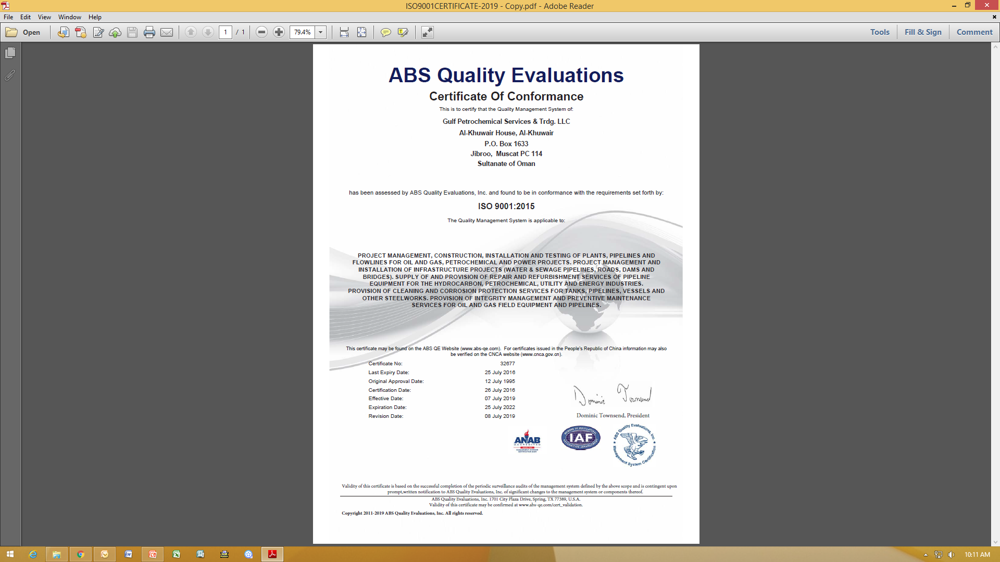 ISO9001CERTIFICATE-2019 - Copy.pdf - Adobe Reader
File Edit View Window Help
Open 1 / 1 79.4% Tools Fill & Sign Comment
ABS Quality Evaluations
Certificate Of Conformance
This is to certify that the Quality Management System of:
Gulf Petrochemical Services & Trdg. LLC
Al-Khuwair House, Al-Khuwair
P.O. Box 1633
Jibroo, Muscat PC 114
Sultanate of Oman
has been assessed by ABS Quality Evaluations, Inc. and found to be in conformance with the requirements set forth by:
ISO 9001:2015
The Quality Management System is applicable to:
PROJECT MANAGEMENT, CONSTRUCTION, INSTALLATION AND TESTING OF PLANTS, PIPELINES AND
FLOWLINES FOR OIL AND GAS, PETROCHEMICAL AND POWER PROJECTS. PROJECT MANAGEMENT AND
INSTALLATION OF INFRASTRUCTURE PROJECTS (WATER & SEWAGE PIPELINES, ROADS, DAMS AND
BRIDGES). SUPPLY OF AND PROVISION OF REPAIR AND REFURBISHMENT SERVICES OF PIPELINE
EQUIPMENT FOR THE HYDROCARBON, PETROCHEMICAL, UTILITY AND ENERGY INDUSTRIES.
PROVISION OF CLEANING AND CORROSION PROTECTION SERVICES FOR TANKS, PIPELINES, VESSELS AND
OTHER STEELWORKS. PROVISION OF INTEGRITY MANAGEMENT AND PREVENTIVE MAINTENANCE
SERVICES FOR OIL AND GAS FIELD EQUIPMENT AND PIPELINES.
This certificate may be found on the ABS QE Website (www.abs-qe.com). For certificates issued in the People's Republic of China information may also
be verified on the CNCA website (www.cnca.gov.cn).
Certificate No: 32677
Last Expiry Date: 25 July 2016
Original Approval Date: 12 July 1995
Certification Date: 26 July 2016
Effective Date: 07 July 2019
Expiration Date: 25 July 2022
Revision Date: 08 July 2019
Dominic Townsend
Dominic Townsend, President
ANAB
ACCREDITED
MANAGEMENT SYSTEMS
CERTIFICATION BODY
MEMBER OF MULTILATERAL
IAF
RECOGNITION ARRANGEMENT
ABS Quality Evaluations, Inc.
Management System Certification
Validity of this certificate is based on the successful completion of the periodic surveillance audits of the management system defined by the above scope and is contingent upon
prompt,written notification to ABS Quality Evaluations, Inc. of significant changes to the management system or components thereof.
ABS Quality Evaluations, Inc. 1701 City Plaza Drive, Spring, TX 77389, U.S.A.
Validity of this certificate may be confirmed at www.abs-qe.com/cert_validation.
Copyright 2011-2019 ABS Quality Evaluations, Inc. All rights reserved.
10:11 AM